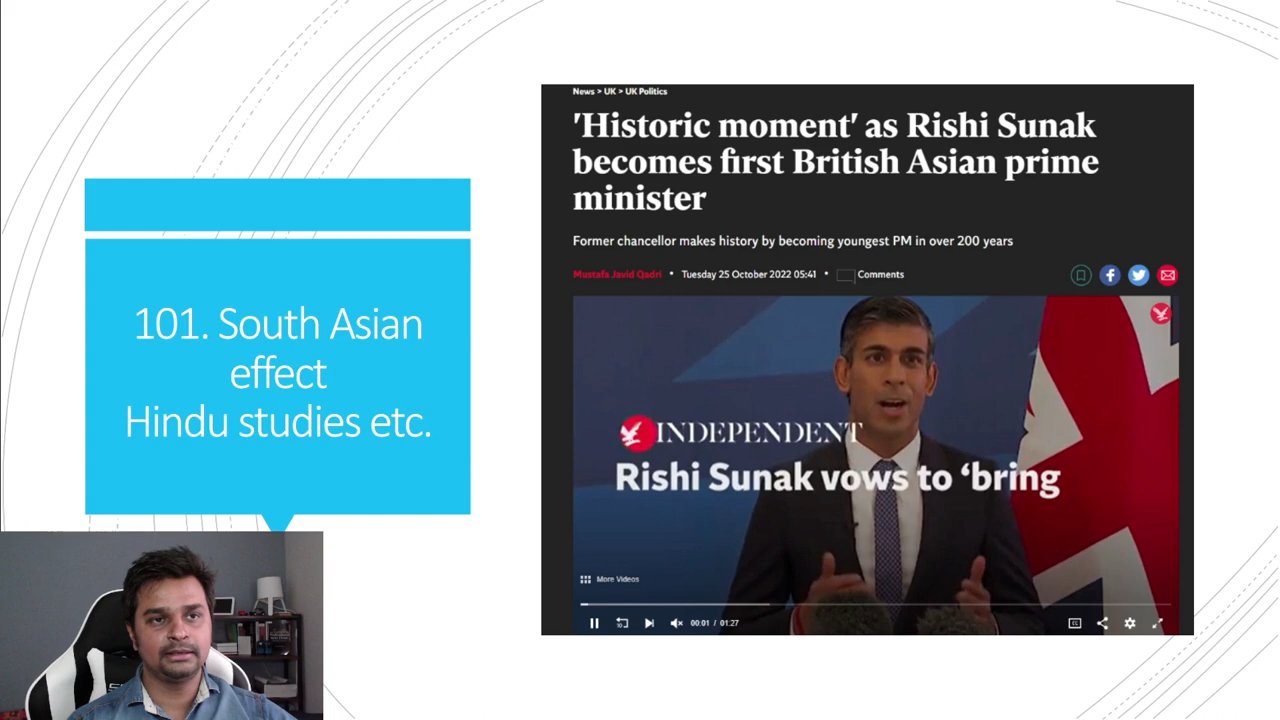 101. South Asian
effect
Hindu studies etc.
News > UK > UK Politics
'Historic moment' as Rishi Sunak
becomes first British Asian prime
minister
Former chancellor makes history by becoming youngest PM in over 200 years
Mustafa Javid Qadri • Tuesday 25 October 2022 05:41 • Comments
INDEPENDENT
Rishi Sunak vows to ‘bring
More Videos
00:01 / 01:27